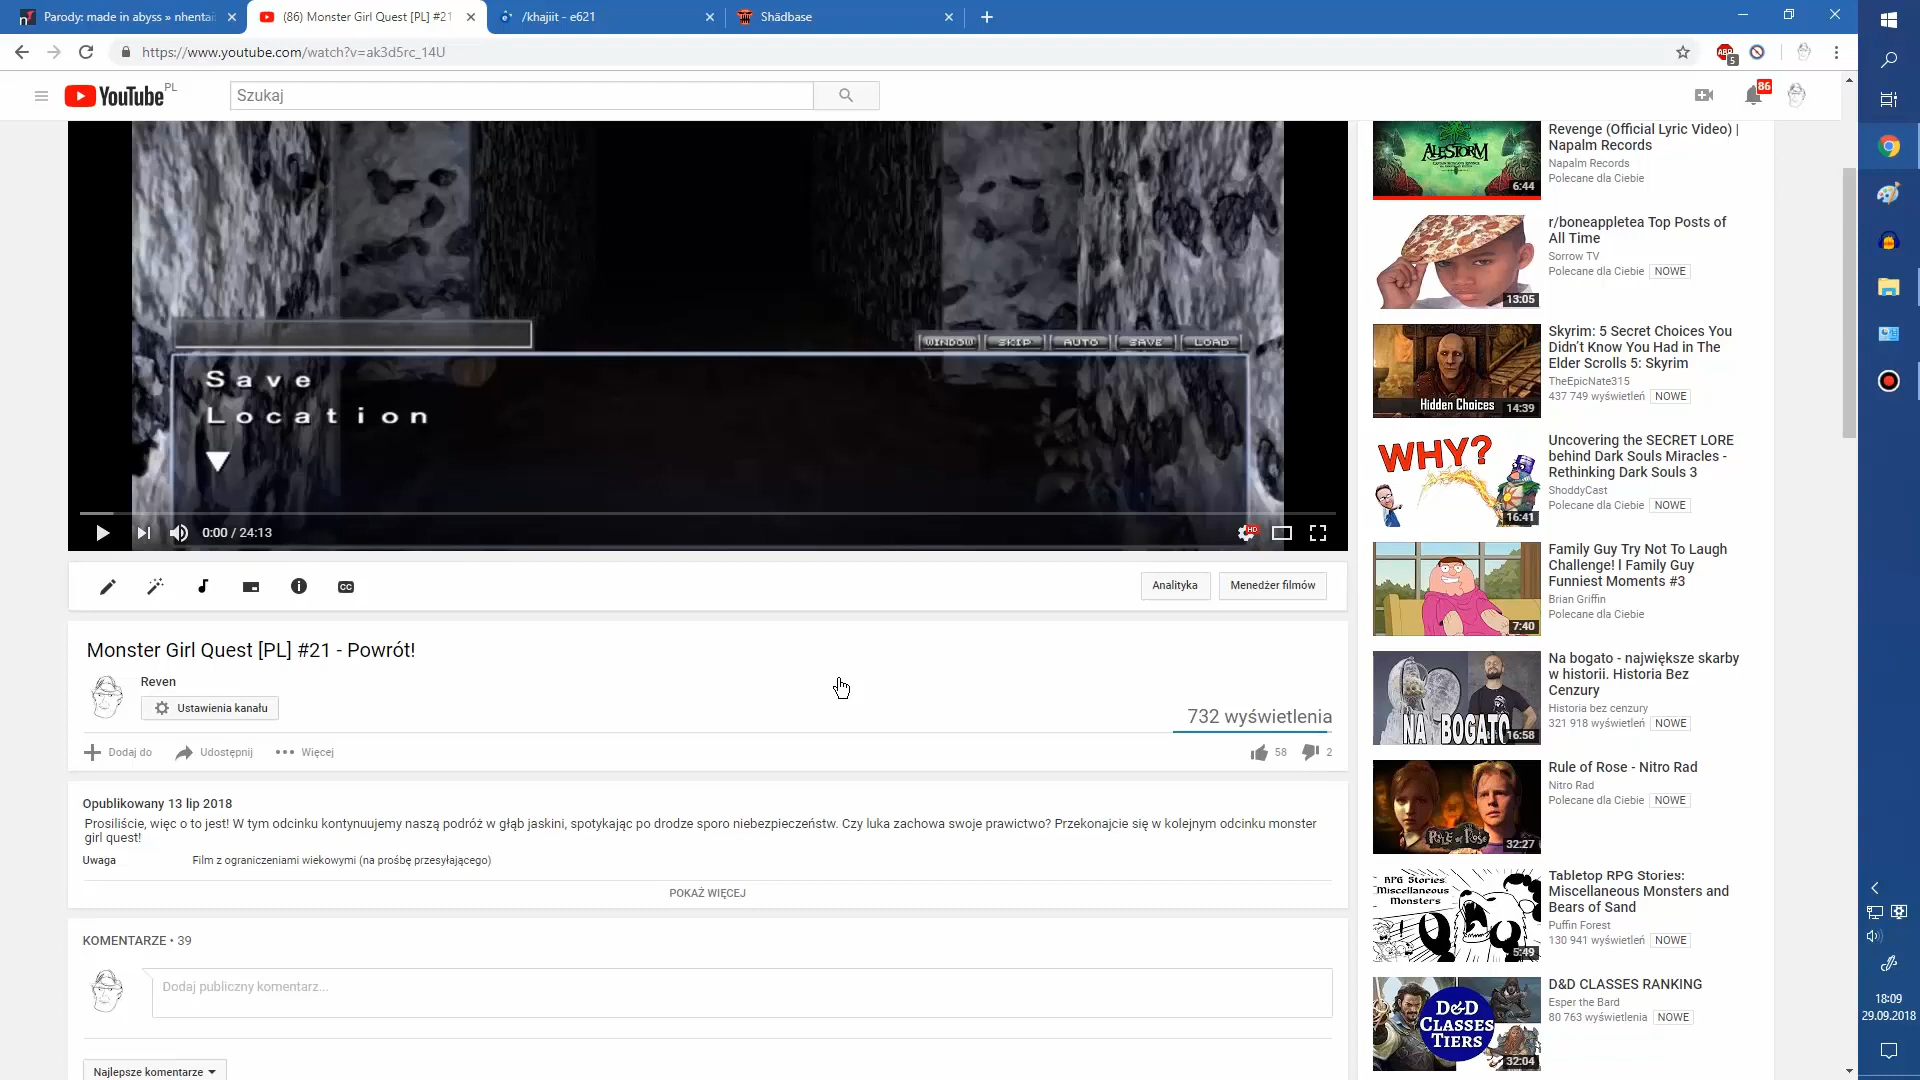 Parody: made in abyss » nhentai
(86) Monster Girl Quest [PL] #21
/khajiit - e621
Shādbase
https://www.youtube.com/watch?v=ak3d5rc_14U
ABP
5
YouTube PL
Szukaj
86
WINDOW SKIP AUTO SAVE LOAD
Save
Location
0:00 / 24:13
HD
CC
Analityka
Menedżer filmów
Monster Girl Quest [PL] #21 - Powrót!
Reven
Ustawienia kanału
732 wyświetlenia
Dodaj do
Udostępnij
Więcej
58
2
Opublikowany 13 lip 2018
Prosiliście, więc o to jest! W tym odcinku kontynuujemy naszą podróż w głąb jaskini, spotykając po drodze sporo niebezpieczeństw. Czy luka zachowa swoje prawictwo? Przekonajcie się w kolejnym odcinku monster
girl quest!
Uwaga
Film z ograniczeniami wiekowymi (na prośbę przesyłającego)
POKAŻ WIĘCEJ
KOMENTARZE • 39
Dodaj publiczny komentarz...
Najlepsze komentarze
ALESTORM
6:44
Revenge (Official Lyric Video) |
Napalm Records
Napalm Records
Polecane dla Ciebie
13:05
r/boneappletea Top Posts of
All Time
Sorrow TV
Polecane dla Ciebie NOWE
Hidden Choices
14:39
Skyrim: 5 Secret Choices You
Didn't Know You Had in The
Elder Scrolls 5: Skyrim
TheEpicNate315
437 749 wyświetleń NOWE
WHY?
16:41
Uncovering the SECRET LORE
behind Dark Souls Miracles -
Rethinking Dark Souls 3
ShoddyCast
Polecane dla Ciebie NOWE
7:40
Family Guy Try Not To Laugh
Challenge! l Family Guy
Funniest Moments #3
Brian Griffin
Polecane dla Ciebie
NA BOGATO
16:58
Na bogato - największe skarby
w historii. Historia Bez
Cenzury
Historia bez cenzury
321 918 wyświetleń NOWE
RULE of ROSE
32:27
Rule of Rose - Nitro Rad
Nitro Rad
Polecane dla Ciebie NOWE
RPG Stories:
Miscellaneous
Monsters
5:49
Tabletop RPG Stories:
Miscellaneous Monsters and
Bears of Sand
Puffin Forest
130 941 wyświetleń NOWE
D&D
CLASSES
TIERS
32:04
D&D CLASSES RANKING
Esper the Bard
80 763 wyświetlenia NOWE
18:09
29.09.2018